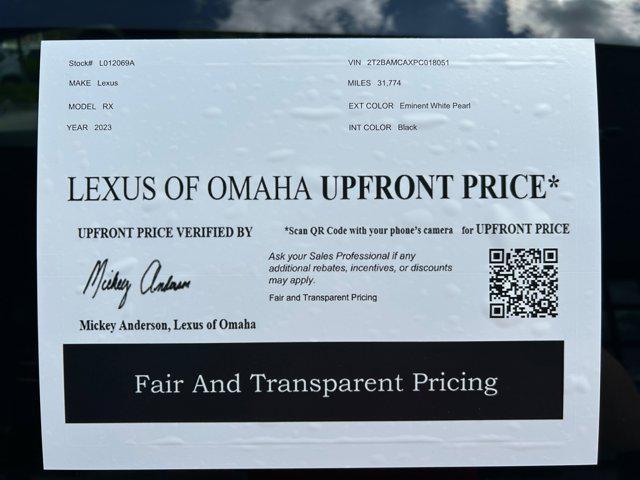 Stock# L012069A
VIN 2T2BAMCAXPC018051
MAKE Lexus
MILES 31,774
MODEL RX
EXT COLOR Eminent White Pearl
YEAR 2023
INT COLOR Black
LEXUS OF OMAHA UPFRONT PRICE*
UPFRONT PRICE VERIFIED BY
*Scan QR Code with your phone's camera for UPFRONT PRICE
Mickey Anderson
Ask your Sales Professional if any
additional rebates, incentives, or discounts
may apply.
Fair and Transparent Pricing
Mickey Anderson, Lexus of Omaha
Fair And Transparent Pricing